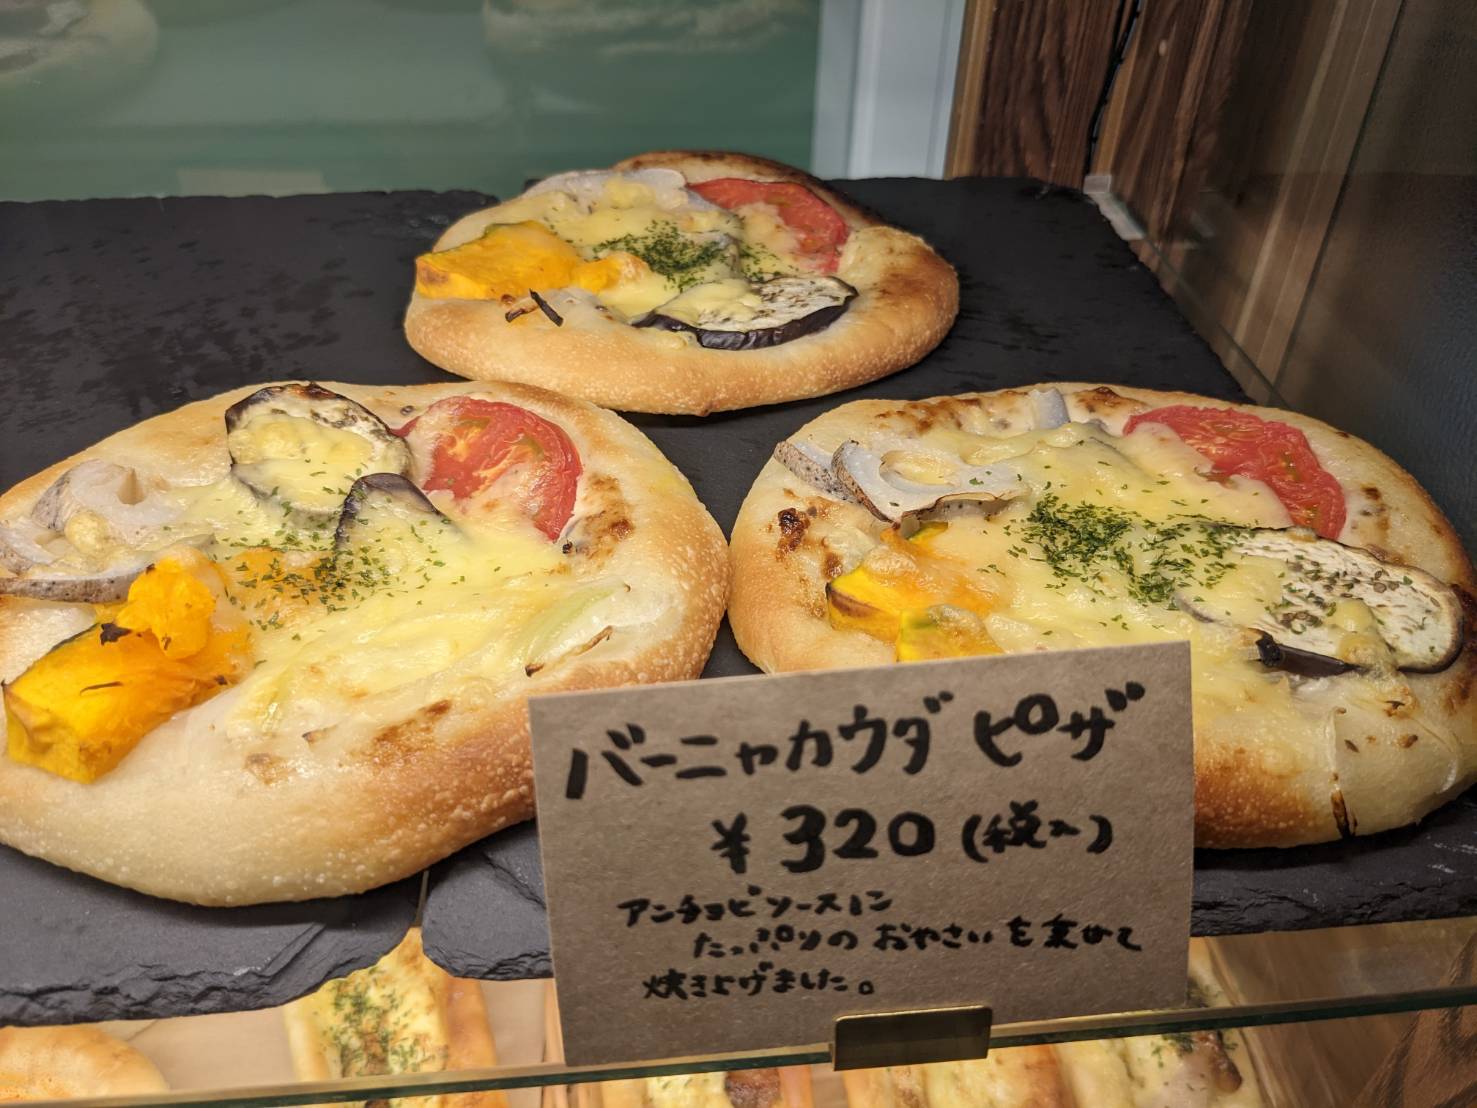 バーニャカウダ ピザ
¥320(税入)
アンチョビソースに
たっぷりの おやさい を乗せて
焼き上げました。